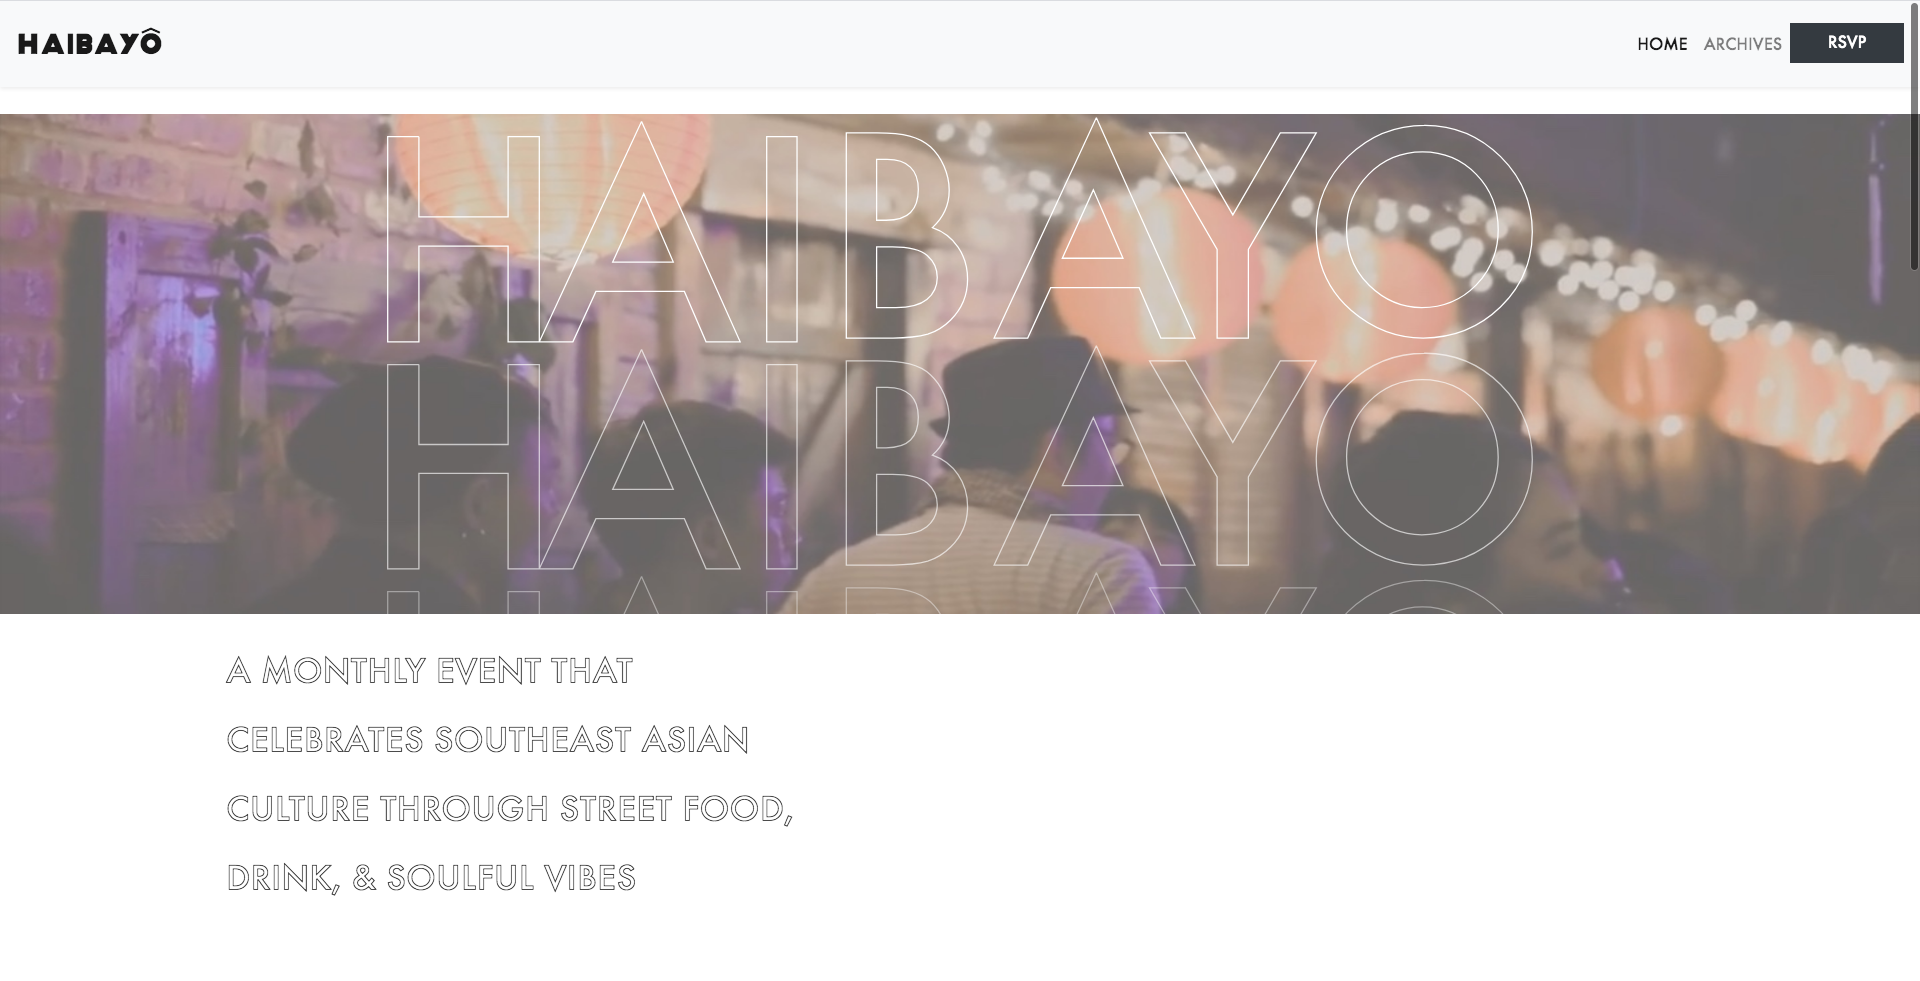 HAIBAYÔ
HOME ARCHIVES RSVP
HAIBAYO
HAIBAYO
HAIBAYO
A MONTHLY EVENT THAT
CELEBRATES SOUTHEAST ASIAN
CULTURE THROUGH STREET FOOD,
DRINK, & SOULFUL VIBES